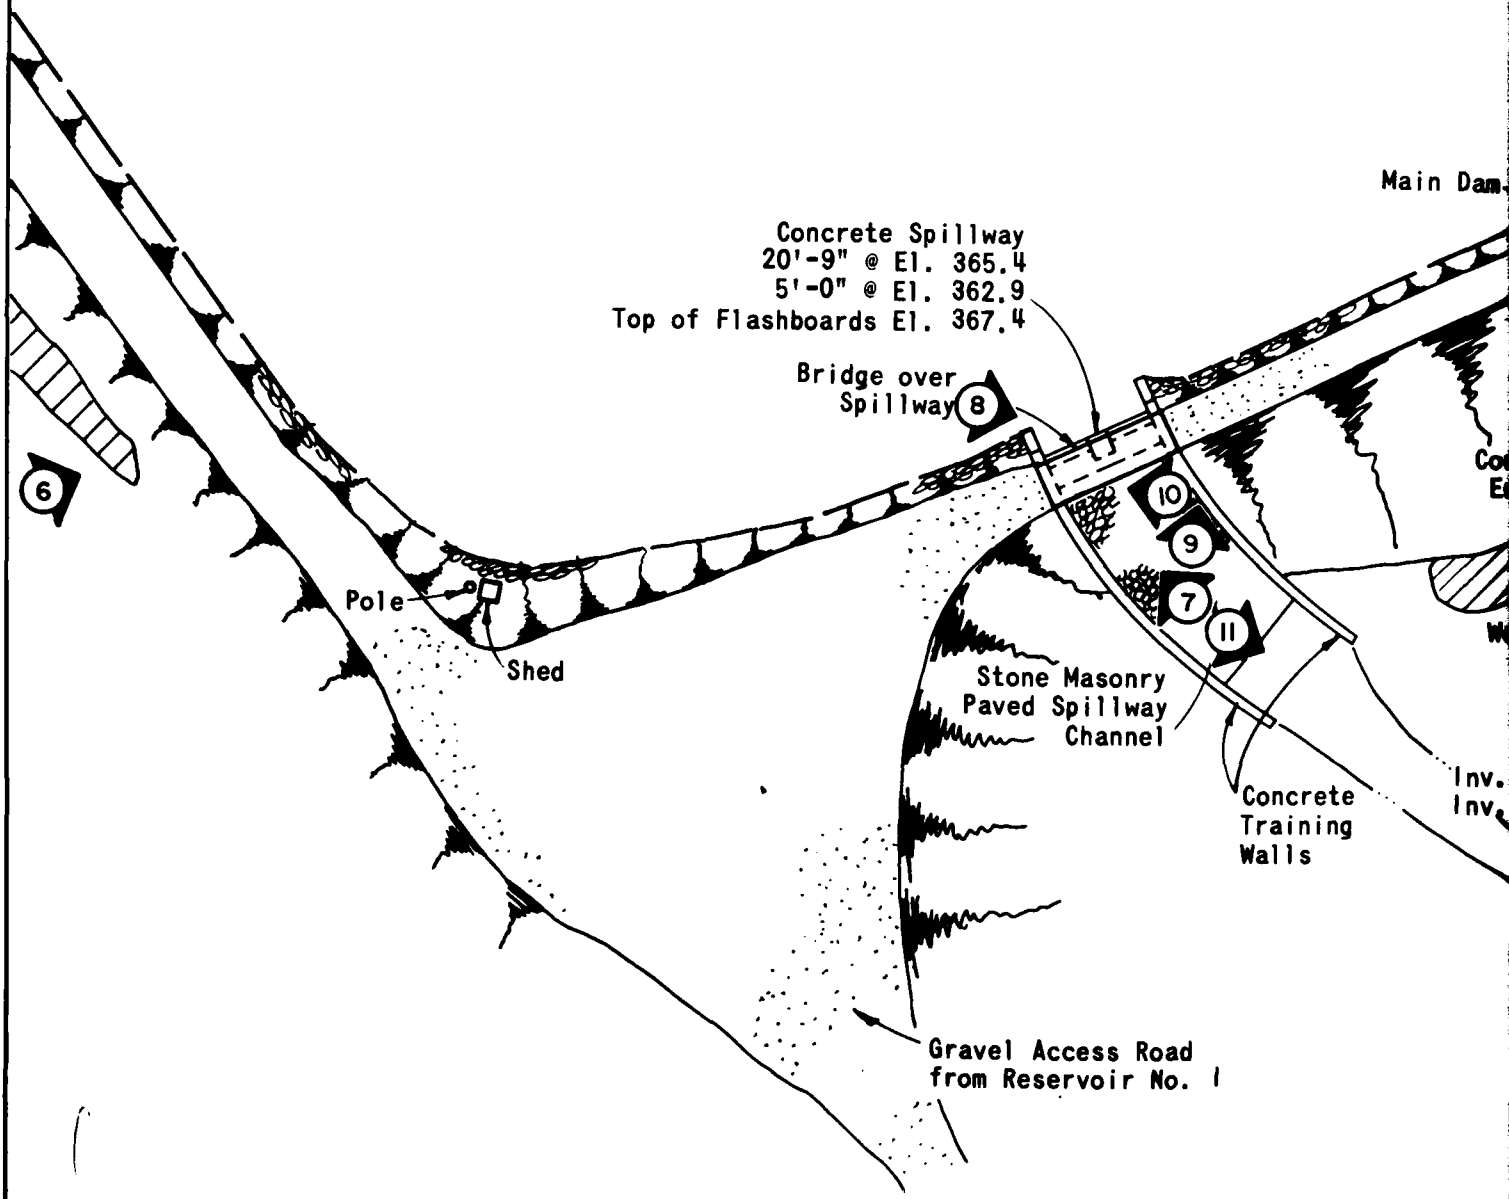 Main Dam
Concrete Spillway
20'-9" @ El. 365.4
5'-0" @ El. 362.9
Top of Flashboards El. 367.4
Bridge over
Spillway
8
6
10
9
7
11
Pole
Shed
Stone Masonry
Paved Spillway
Channel
Inv.
Inv.
Concrete
Training
Walls
Gravel Access Road
from Reservoir No. 1